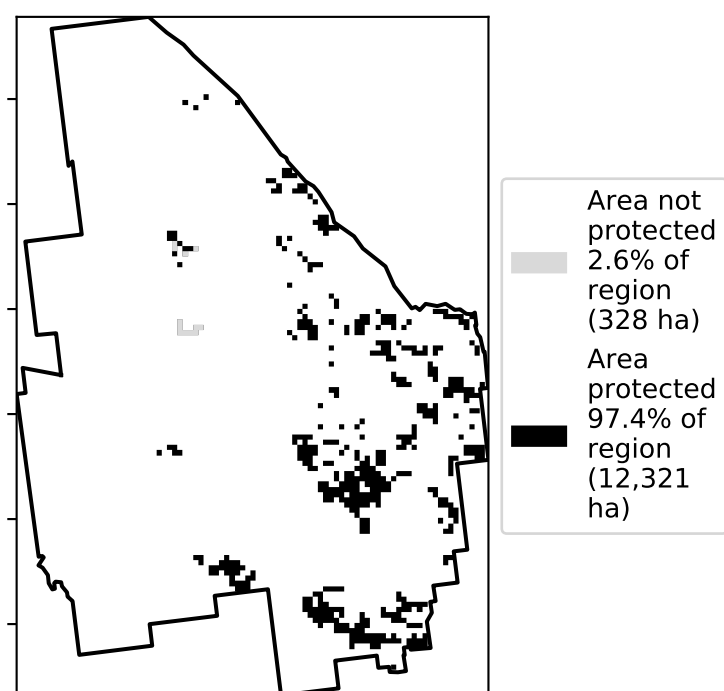 Area not
protected
2.6% of
region
(328 ha)
Area
protected
97.4% of
region
(12,321
ha)